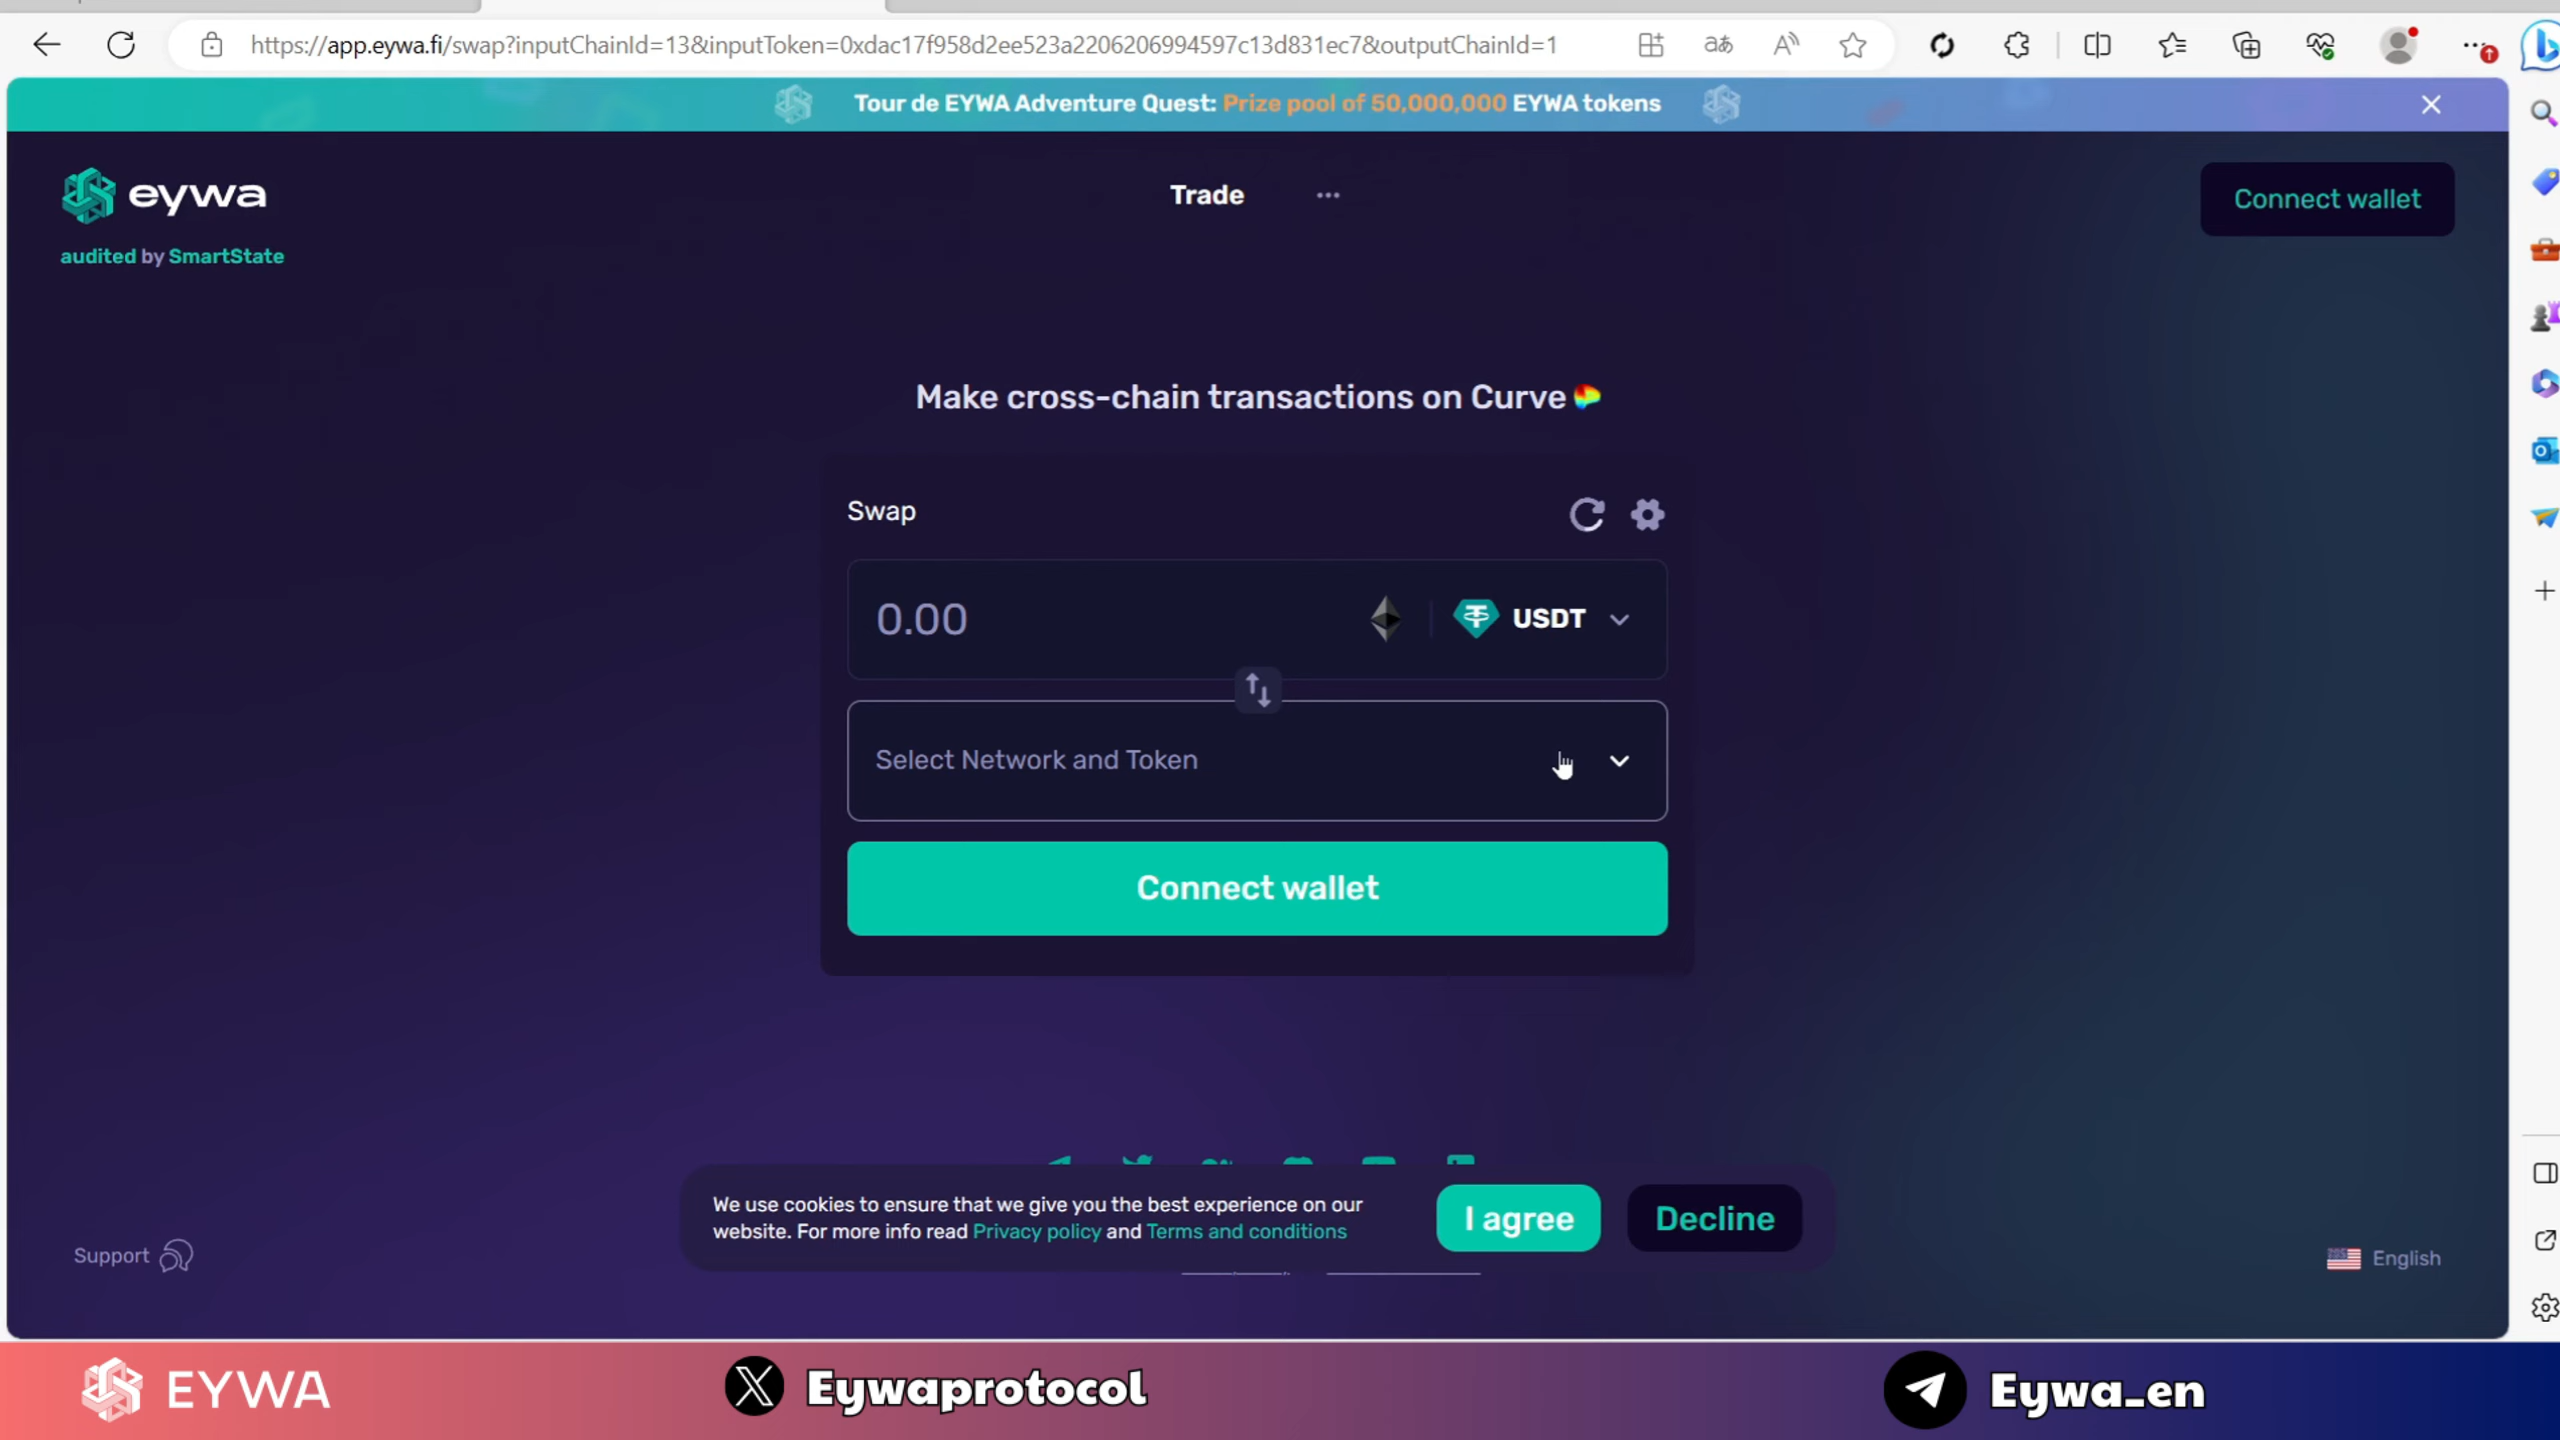 https://app.eywa.fi/swap?inputChainId=13&inputToken=0xdac17f958d2ee523a2206206994597c13d831ec7&outputChainId=1
Tour de EYWA Adventure Quest: Prize pool of 50,000,000 EYWA tokens
eywa
Trade
Connect wallet
audited by SmartState
Make cross-chain transactions on Curve
Swap
0.00
USDT
Select Network and Token
Connect wallet
We use cookies to ensure that we give you the best experience on our
website. For more info read Privacy policy and Terms and conditions
I agree
Decline
Support
English
EYWA
Eywaprotocol
Eywa_en